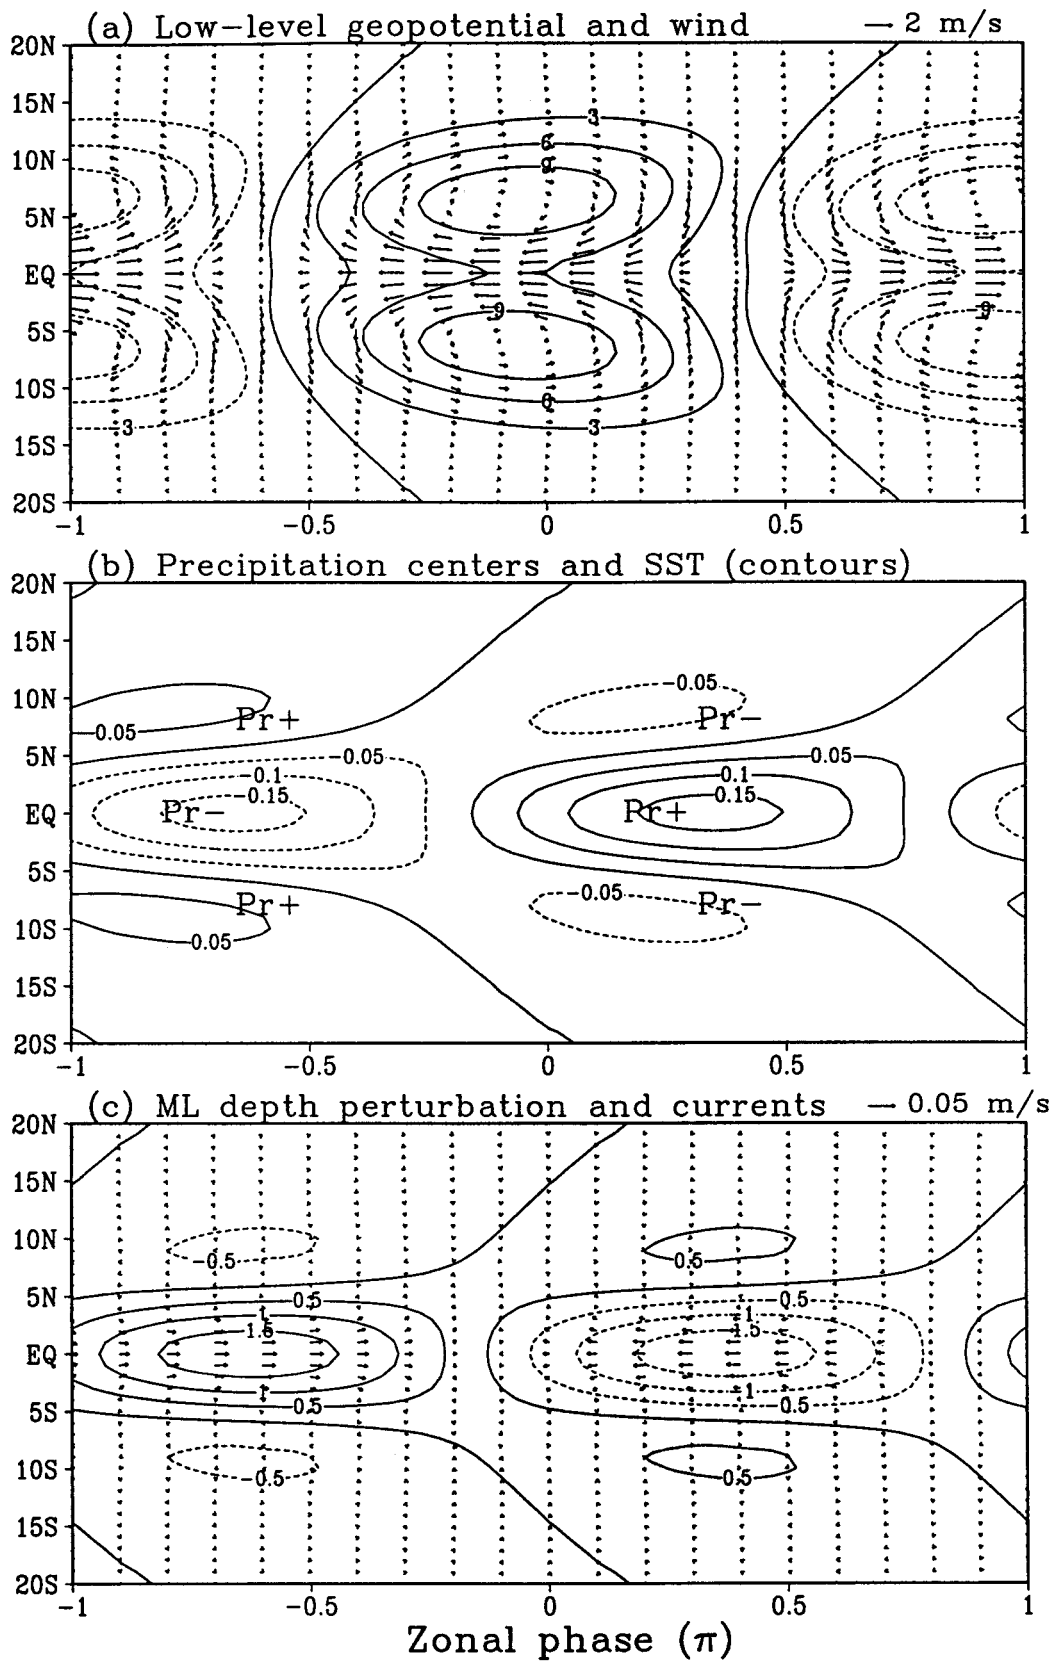 (a) Low-level geopotential and wind → 2 m/s
20N
15N
10N
5N
EQ
5S
10S
15S
20S
3
6
9
9
9
6
3
3
3
-1 -0.5 0 0.5 1
(b) Precipitation centers and SST (contours)
20N
15N
10N
5N
EQ
5S
10S
15S
20S
-0.05
Pr+ Pr-
0.05
-0.05 0.05
-0.1 0.1
-0.15 0.15
Pr- Pr+
-0.05
Pr+ Pr-
0.05
-1 -0.5 0 0.5 1
(c) ML depth perturbation and currents → 0.05 m/s
20N
15N
10N
5N
EQ
5S
10S
15S
20S
-0.5 0.5
0.5 -0.5
1 -1
1.5 -1.5
1 -1
0.5 -0.5
-0.5 0.5
-1 -0.5 0 0.5 1
Zonal phase (π)